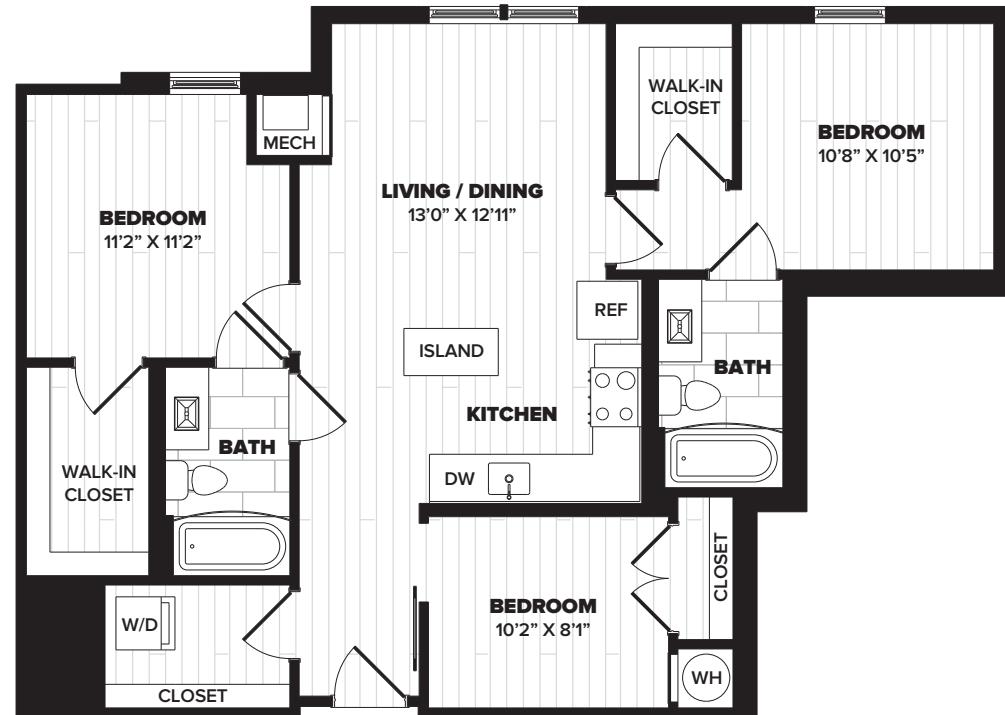 WALK-IN
CLOSET
BEDROOM
10’8” X 10’5”
MECH
LIVING / DINING
13’0” X 12’11”
BEDROOM
11’2” X 11’2”
REF
ISLAND
BATH
KITCHEN
BATH
WALK-IN
CLOSET
DW
CLOSET
BEDROOM
10’2” X 8’1”
W/D
WH
CLOSET